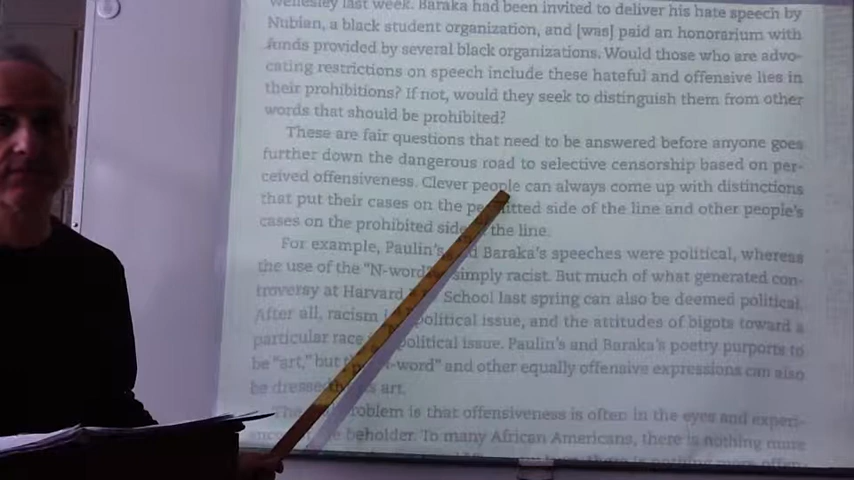 Wellesley last week. Baraka had been invited to deliver his hate speech by
Nubian, a black student organization, and [was] paid an honorarium with
funds provided by several black organizations. Would those who are advo-
cating restrictions on speech include these hateful and offensive lies in
their prohibitions? If not, would they seek to distinguish them from other
words that should be prohibited?
These are fair questions that need to be answered before anyone goes
further down the dangerous road to selective censorship based on per-
ceived offensiveness. Clever people can always come up with distinctions
that put their cases on the permitted side of the line and other people's
cases on the prohibited side the line.
For example, Paulin's and Baraka's speeches were political, whereas
the use of the "N-word" simply racist. But much of what generated con-
troversy at Harvard School last spring can also be deemed political.
After all, racism political issue, and the attitudes of bigots toward a
particular race political issue. Paulin's and Baraka's poetry purports to
be "art," but "N-word" and other equally offensive expressions can also
be dressed as art.
The problem is that offensiveness is often in the eyes and experi-
beholder. To many African Americans, there is nothing more
there is nothing more offen-